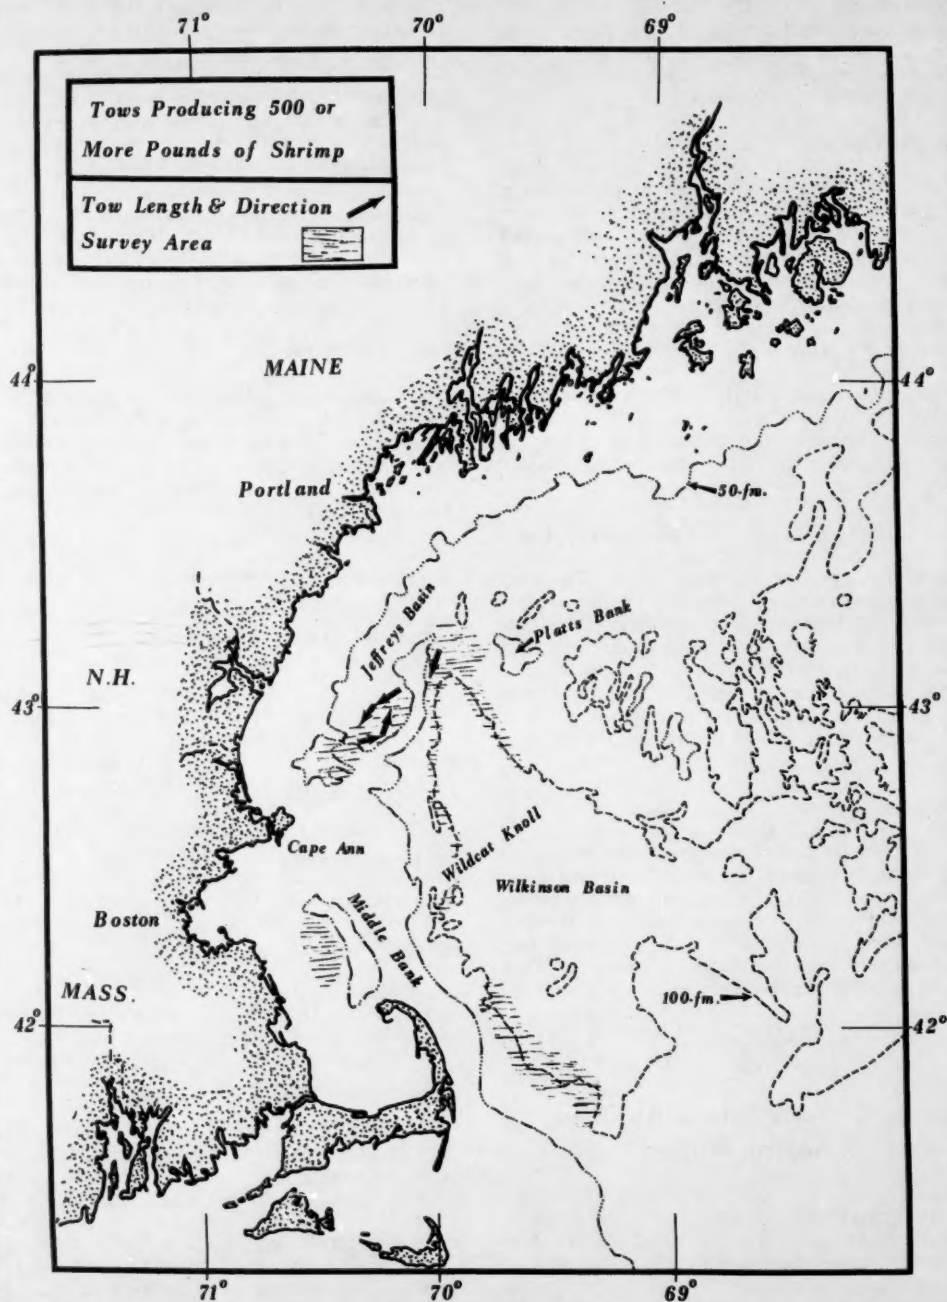 71°
70°
69°
Tows Producing 500 or
More Pounds of Shrimp
Tow Length & Direction
Survey Area
MAINE
44°
44°
Portland
50-fm.
Jeffreys Basin
Platts Bank
N.H.
43°
43°
Cape Ann
Wildcat Knoll
Wilkinson Basin
Boston
Middle Bank
MASS.
100-fm.
42°
42°
71°
70°
69°